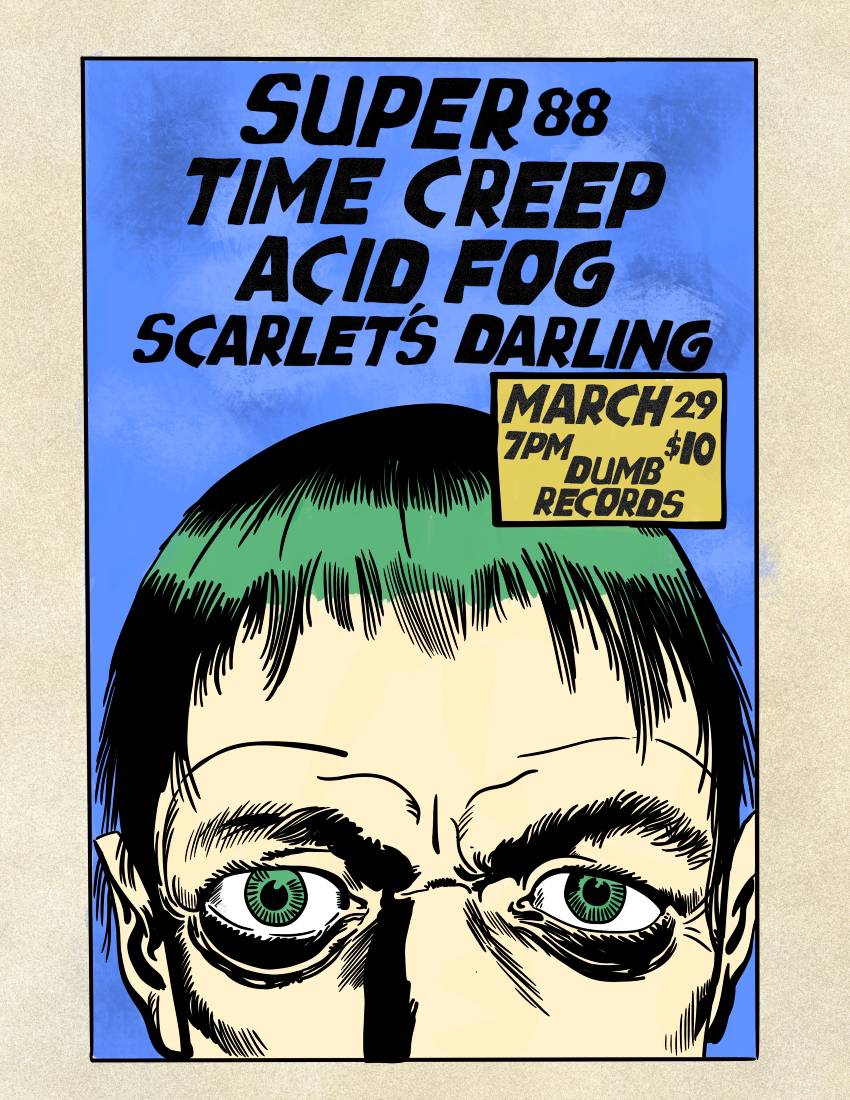 SUPER 88
TIME CREEP
ACID FOG
SCARLET'S DARLING
MARCH 29
7PM $10
DUMB
RECORDS